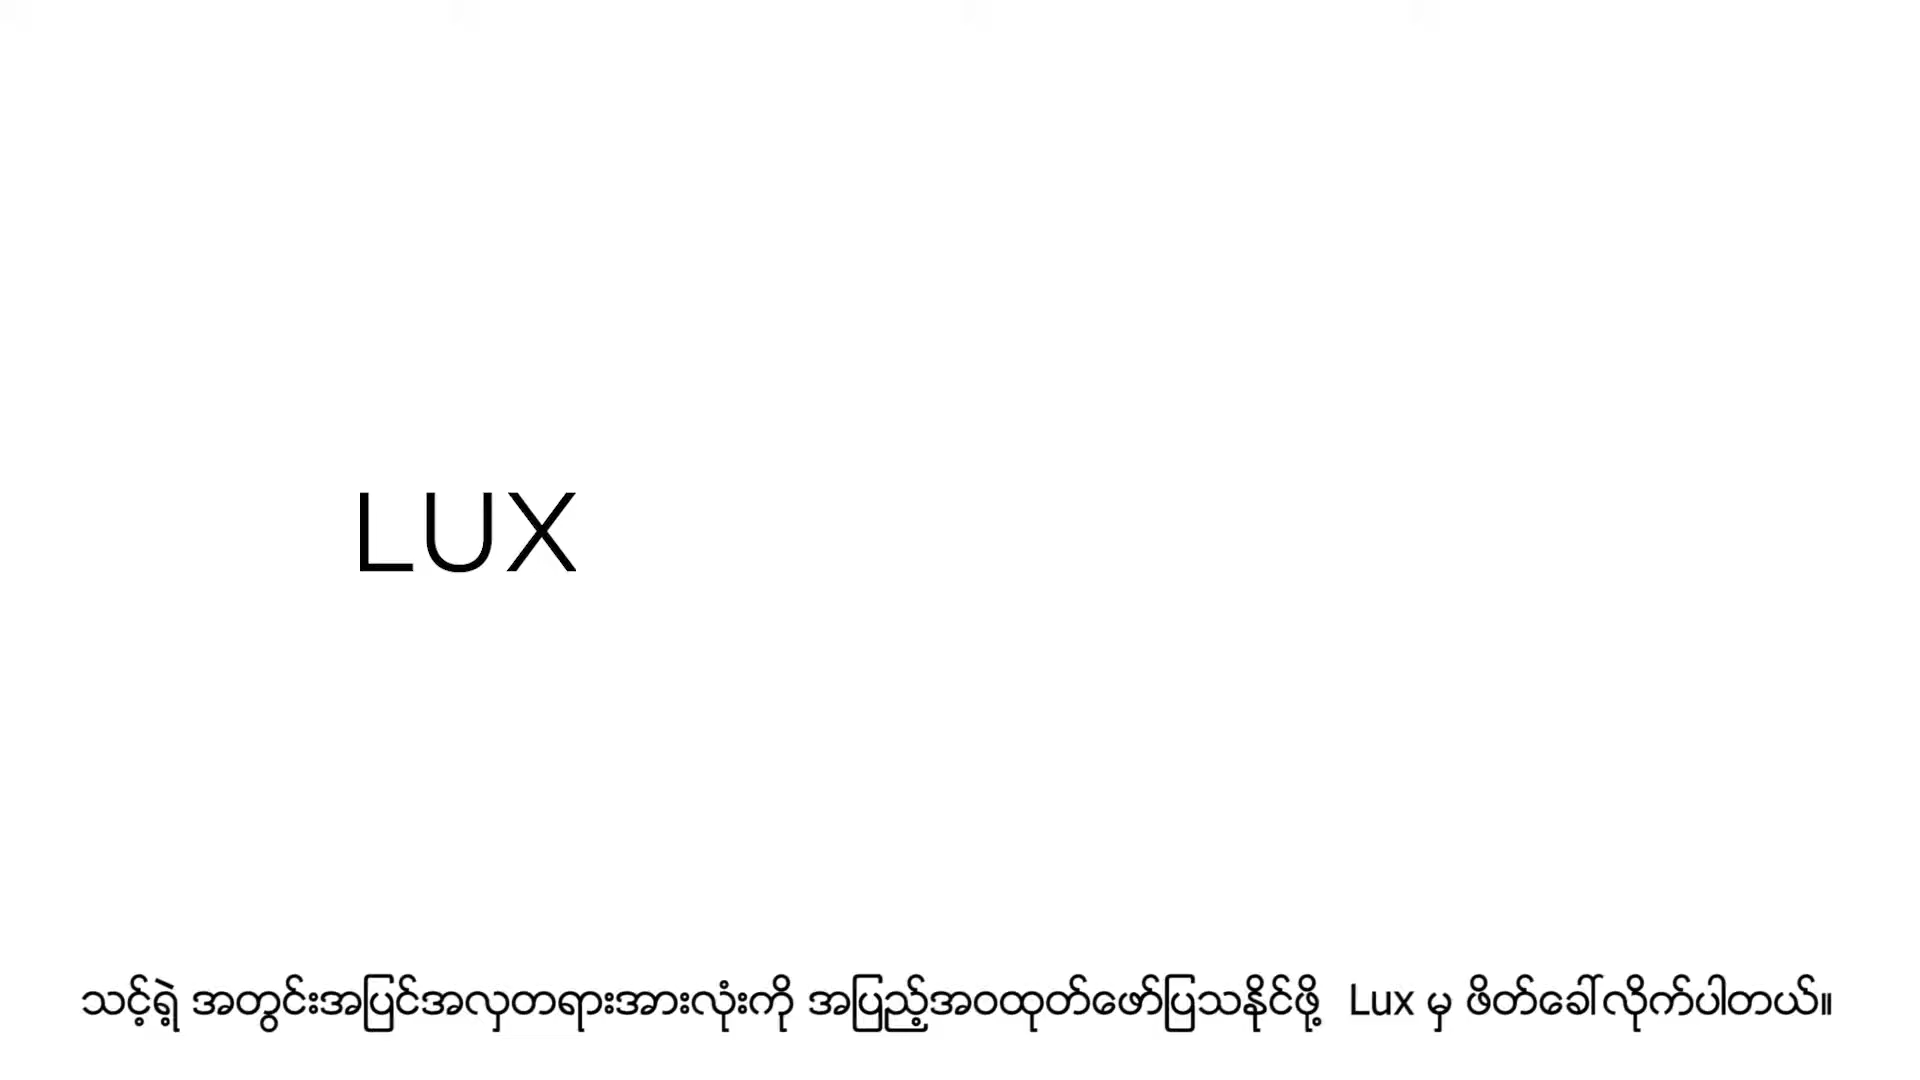 LUX
သင့်ရဲ့ အတွင်းအပြင်အလှတရားအားလုံးကို အပြည့်အဝထုတ်ဖော်ပြသနိုင်ဖို့ Lux မှ ဖိတ်ခေါ်လိုက်ပါတယ်။